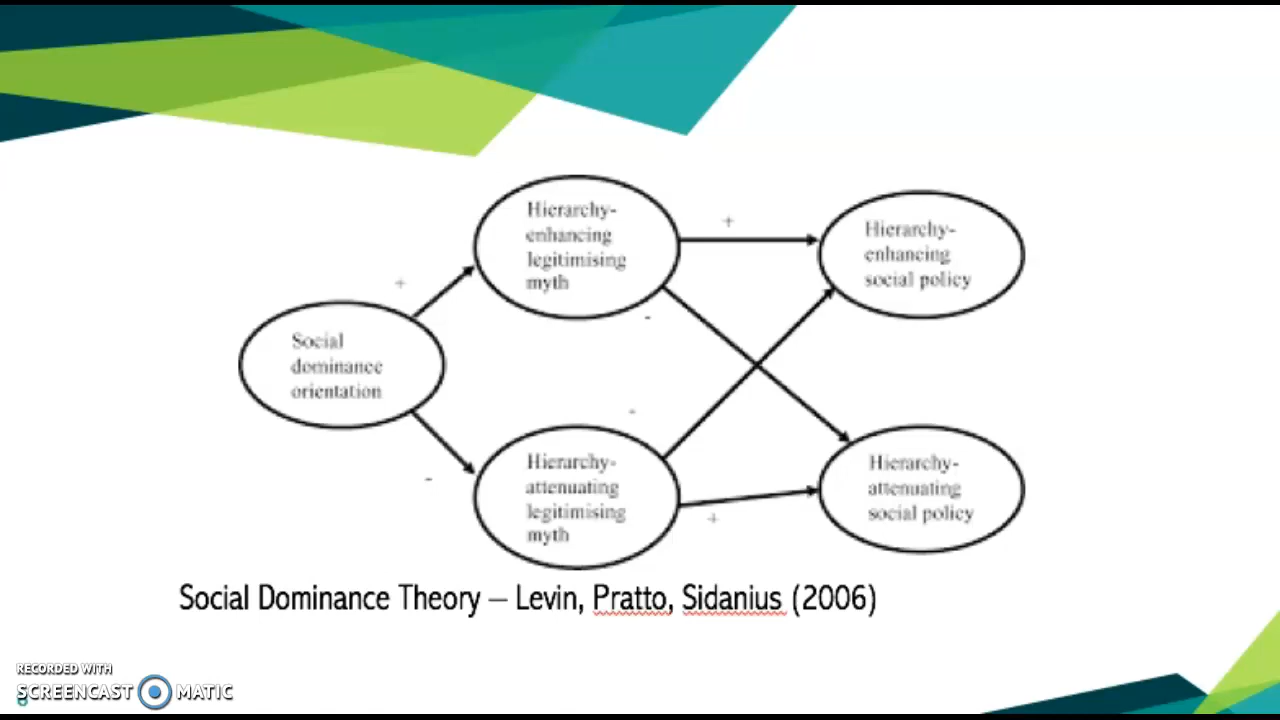 Hierarchy-
enhancing
legitimising
myth
+
Hierarchy-
enhancing
social policy
+
-
Social
dominance
orientation
-
-
Hierarchy-
attenuating
legitimising
myth
+
Hierarchy-
attenuating
social policy
Social Dominance Theory – Levin, Pratto, Sidanius (2006)
RECORDED WITH
SCREENCAST MATIC